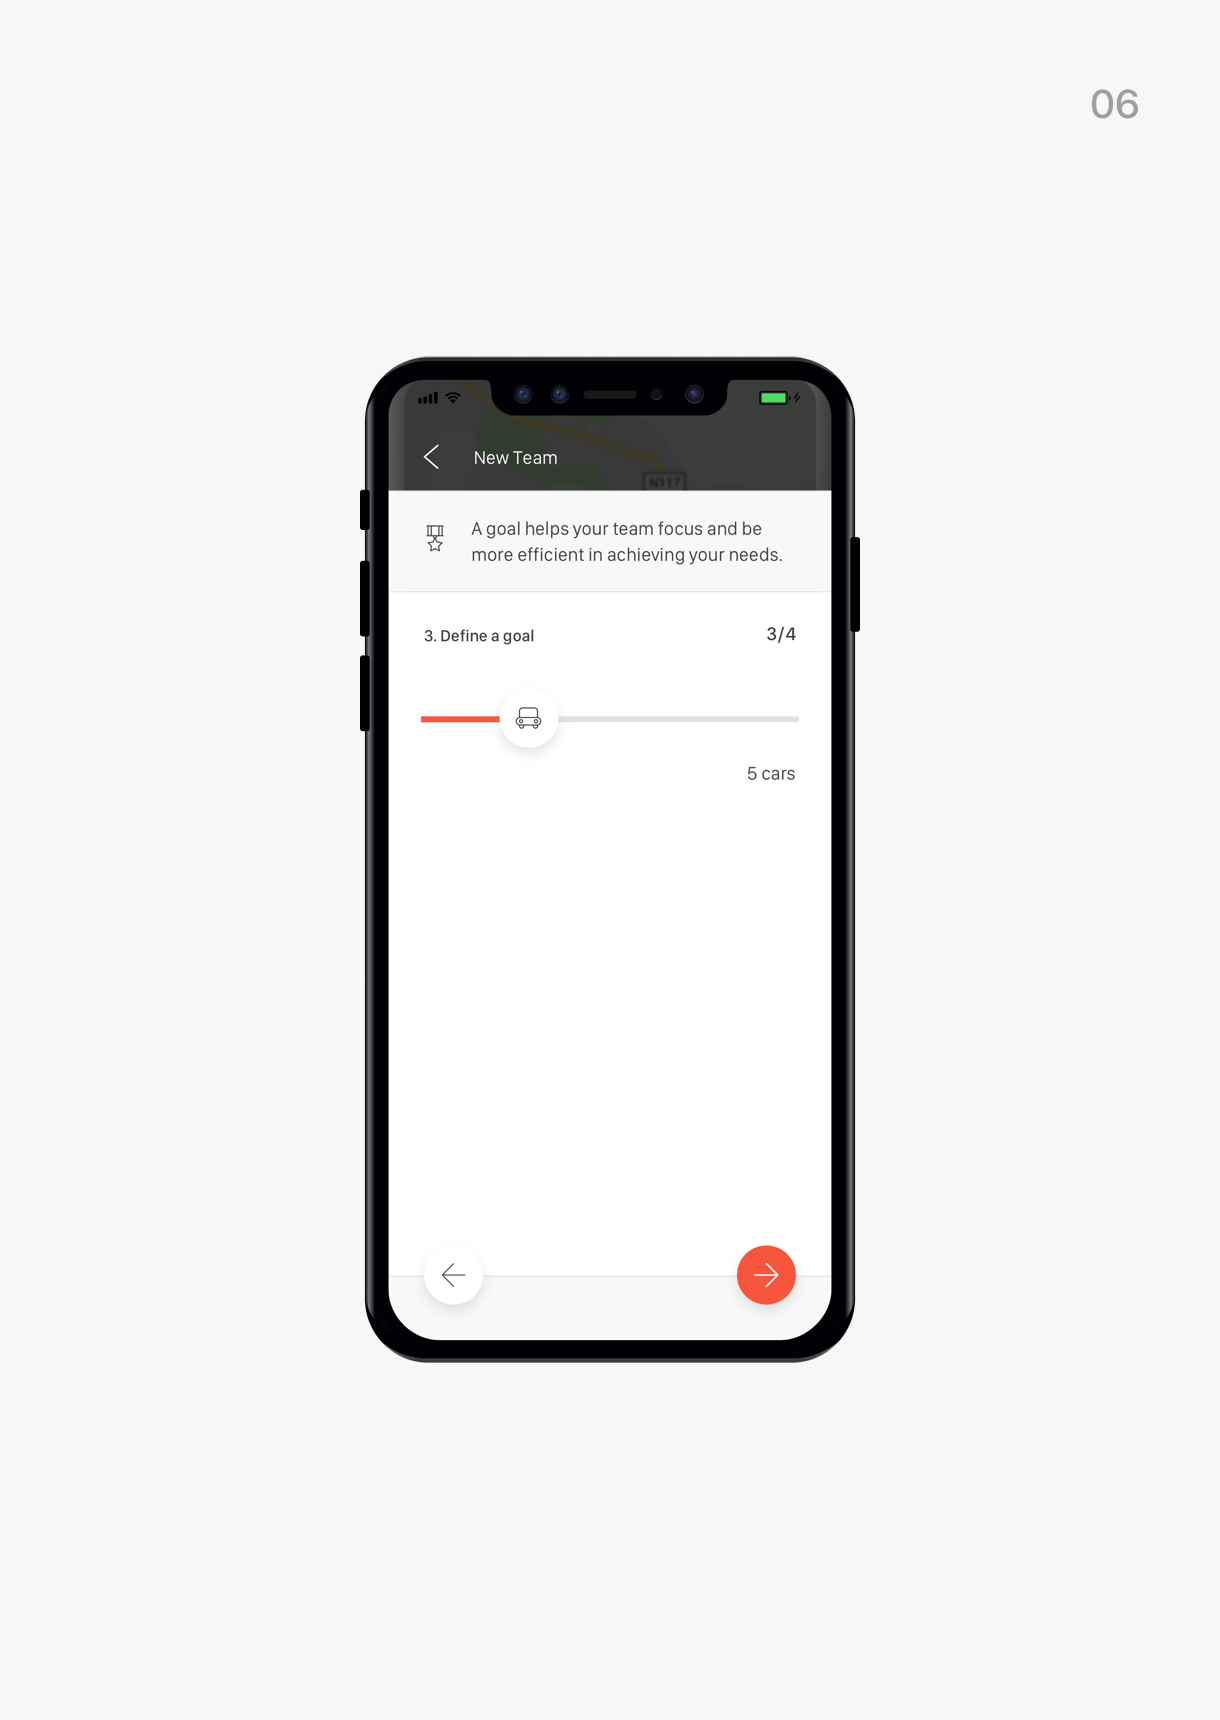 06
New Team
N117
A goal helps your team focus and be
more efficient in achieving your needs.
3. Define a goal
3/4
5 cars